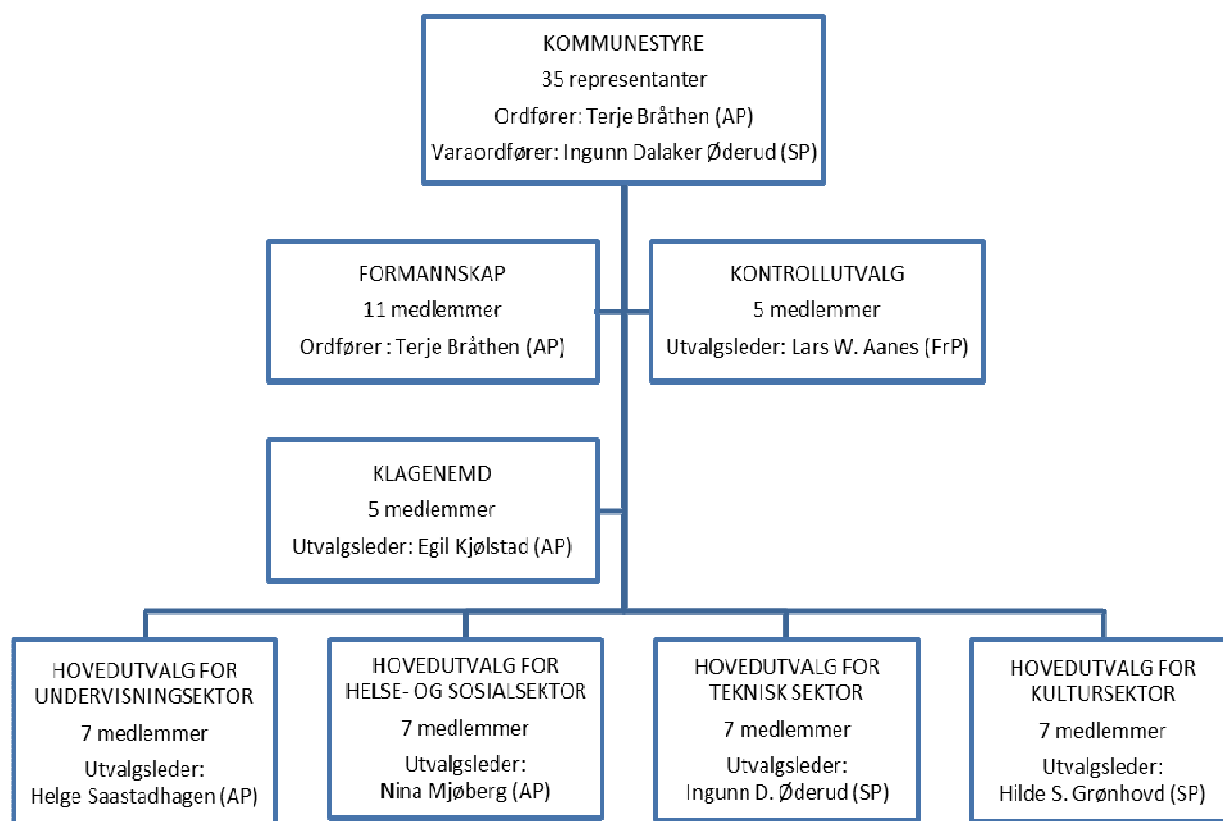 KOMMUNESTYRE
35 representanter
Ordfører: Terje Bråthen (AP)
Varaordfører: Ingunn Dalaker Øderud (SP)
FORMANNSKAP
11 medlemmer
Ordfører : Terje Bråthen (AP)
KONTROLLUTVALG
5 medlemmer
Utvalgsleder: Lars W. Aanes (FrP)
KLAGENEMD
5 medlemmer
Utvalgsleder: Egil Kjølstad (AP)
HOVEDUTVALG FOR
UNDERVISNINGSEKTOR
7 medlemmer
Utvalgsleder:
Helge Saastadhagen (AP)
HOVEDUTVALG FOR
HELSE- OG SOSIALSEKTOR
7 medlemmer
Utvalgsleder:
Nina Mjøberg (AP)
HOVEDUTVALG FOR
TEKNISK SEKTOR
7 medlemmer
Utvalgsleder:
Ingunn D. Øderud (SP)
HOVEDUTVALG FOR
KULTURSEKTOR
7 medlemmer
Utvalgsleder:
Hilde S. Grønhovd (SP)